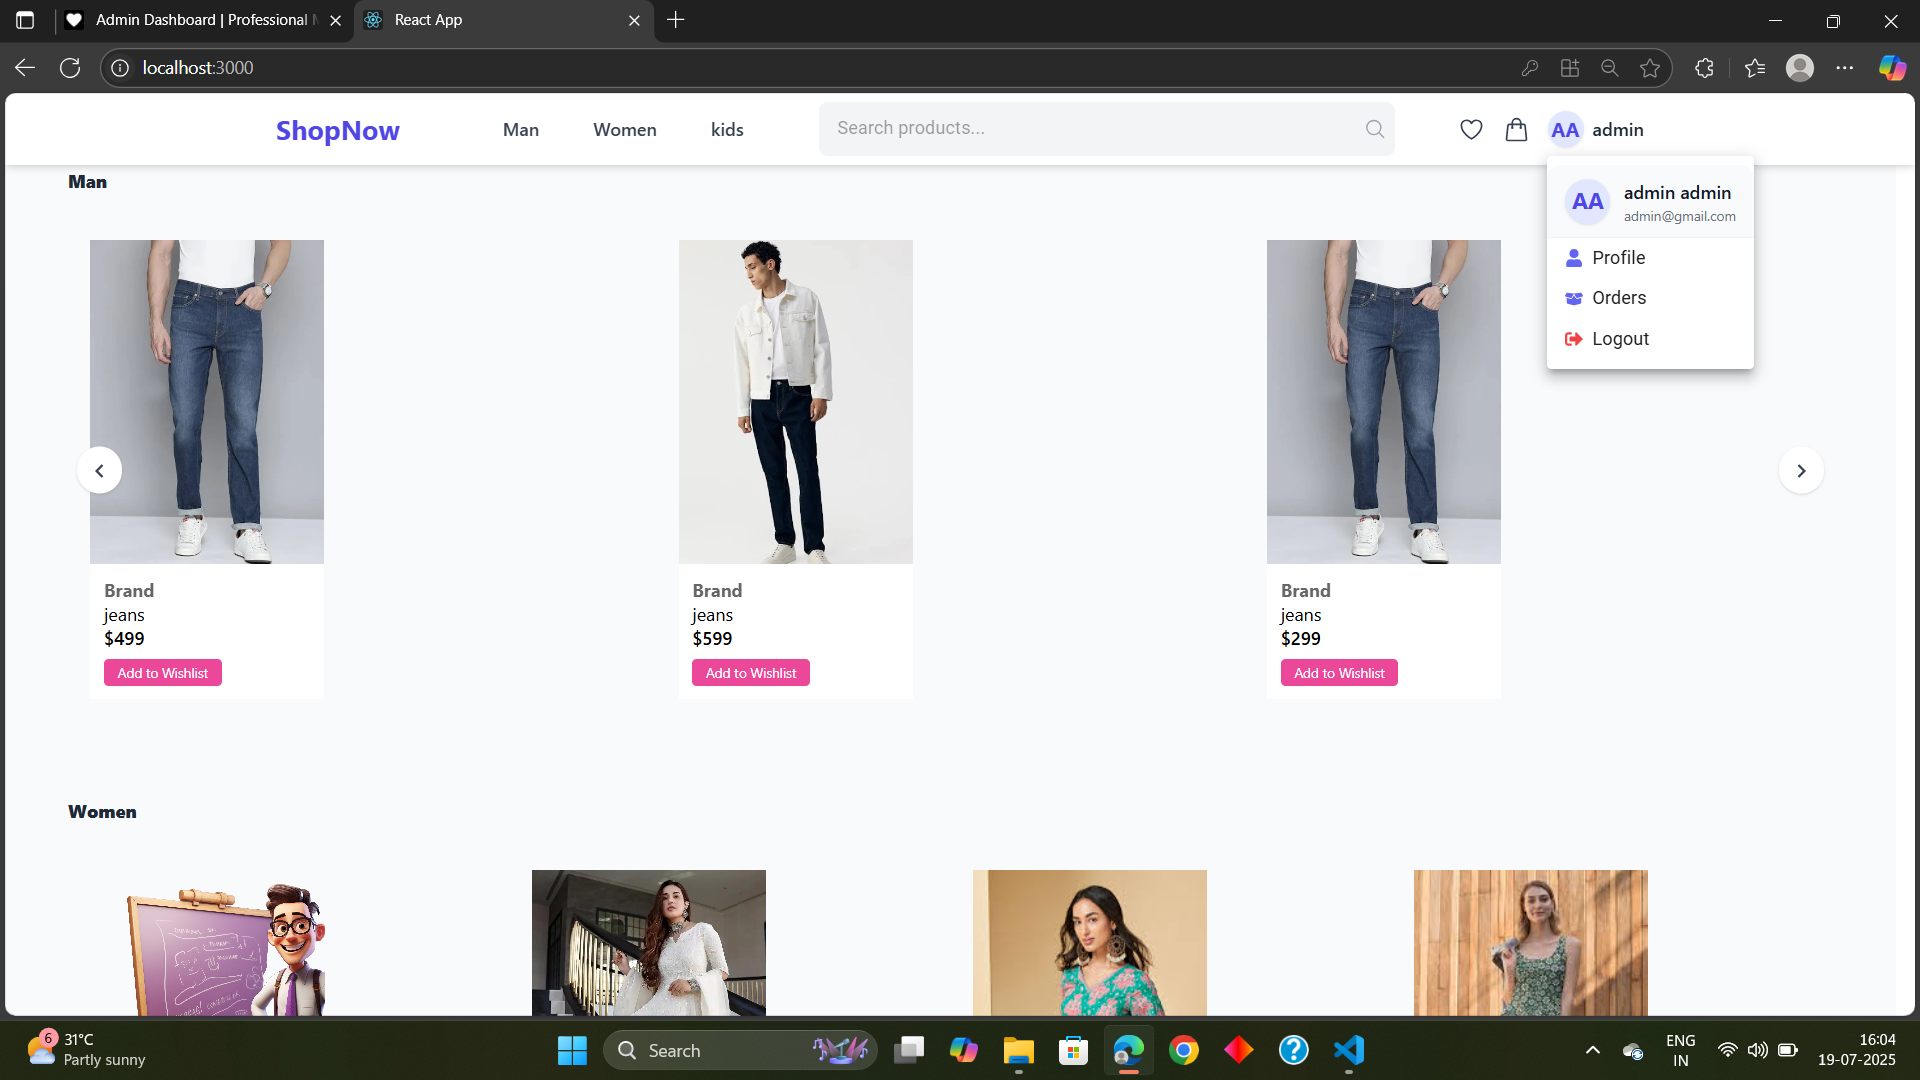 Admin Dashboard | Professional
React App
localhost:3000
ShopNow
Man
Women
kids
Search products...
AA
admin
AA
admin admin
admin@gmail.com
Profile
Orders
Logout
Man
Brand
jeans
$499
Add to Wishlist
Brand
jeans
$599
Add to Wishlist
Brand
jeans
$299
Add to Wishlist
Women
6
31°C
Partly sunny
Search
ENG
IN
16:04
19-07-2025